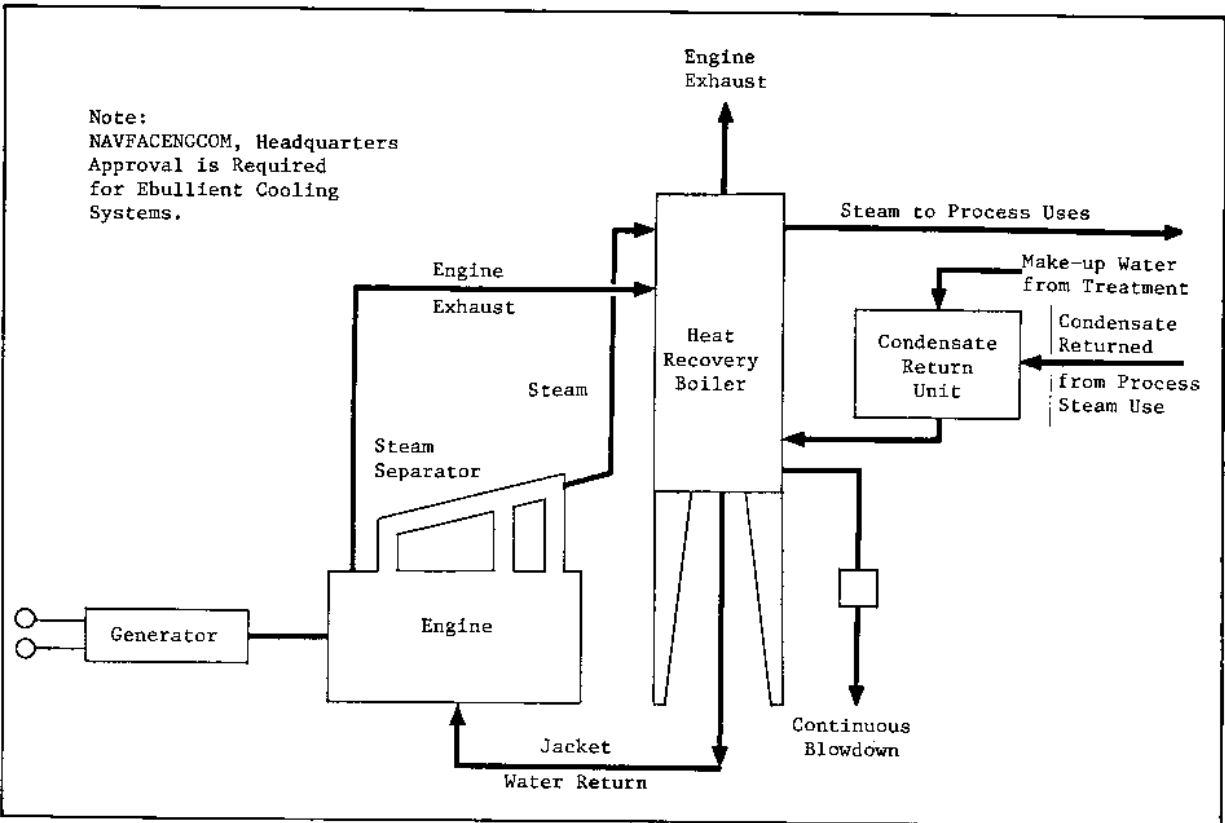 Note:
NAVFACENGCOM, Headquarters
Approval is Required
for Ebullient Cooling
Systems.
Engine
Exhaust
Steam to Process Uses
Make-up Water
from Treatment
Engine
Exhaust
Condensate
Returned
from Process
Steam Use
Condensate
Return
Unit
Heat
Recovery
Boiler
Steam
Steam
Separator
Generator
Engine
Continuous
Blowdown
Jacket
Water Return